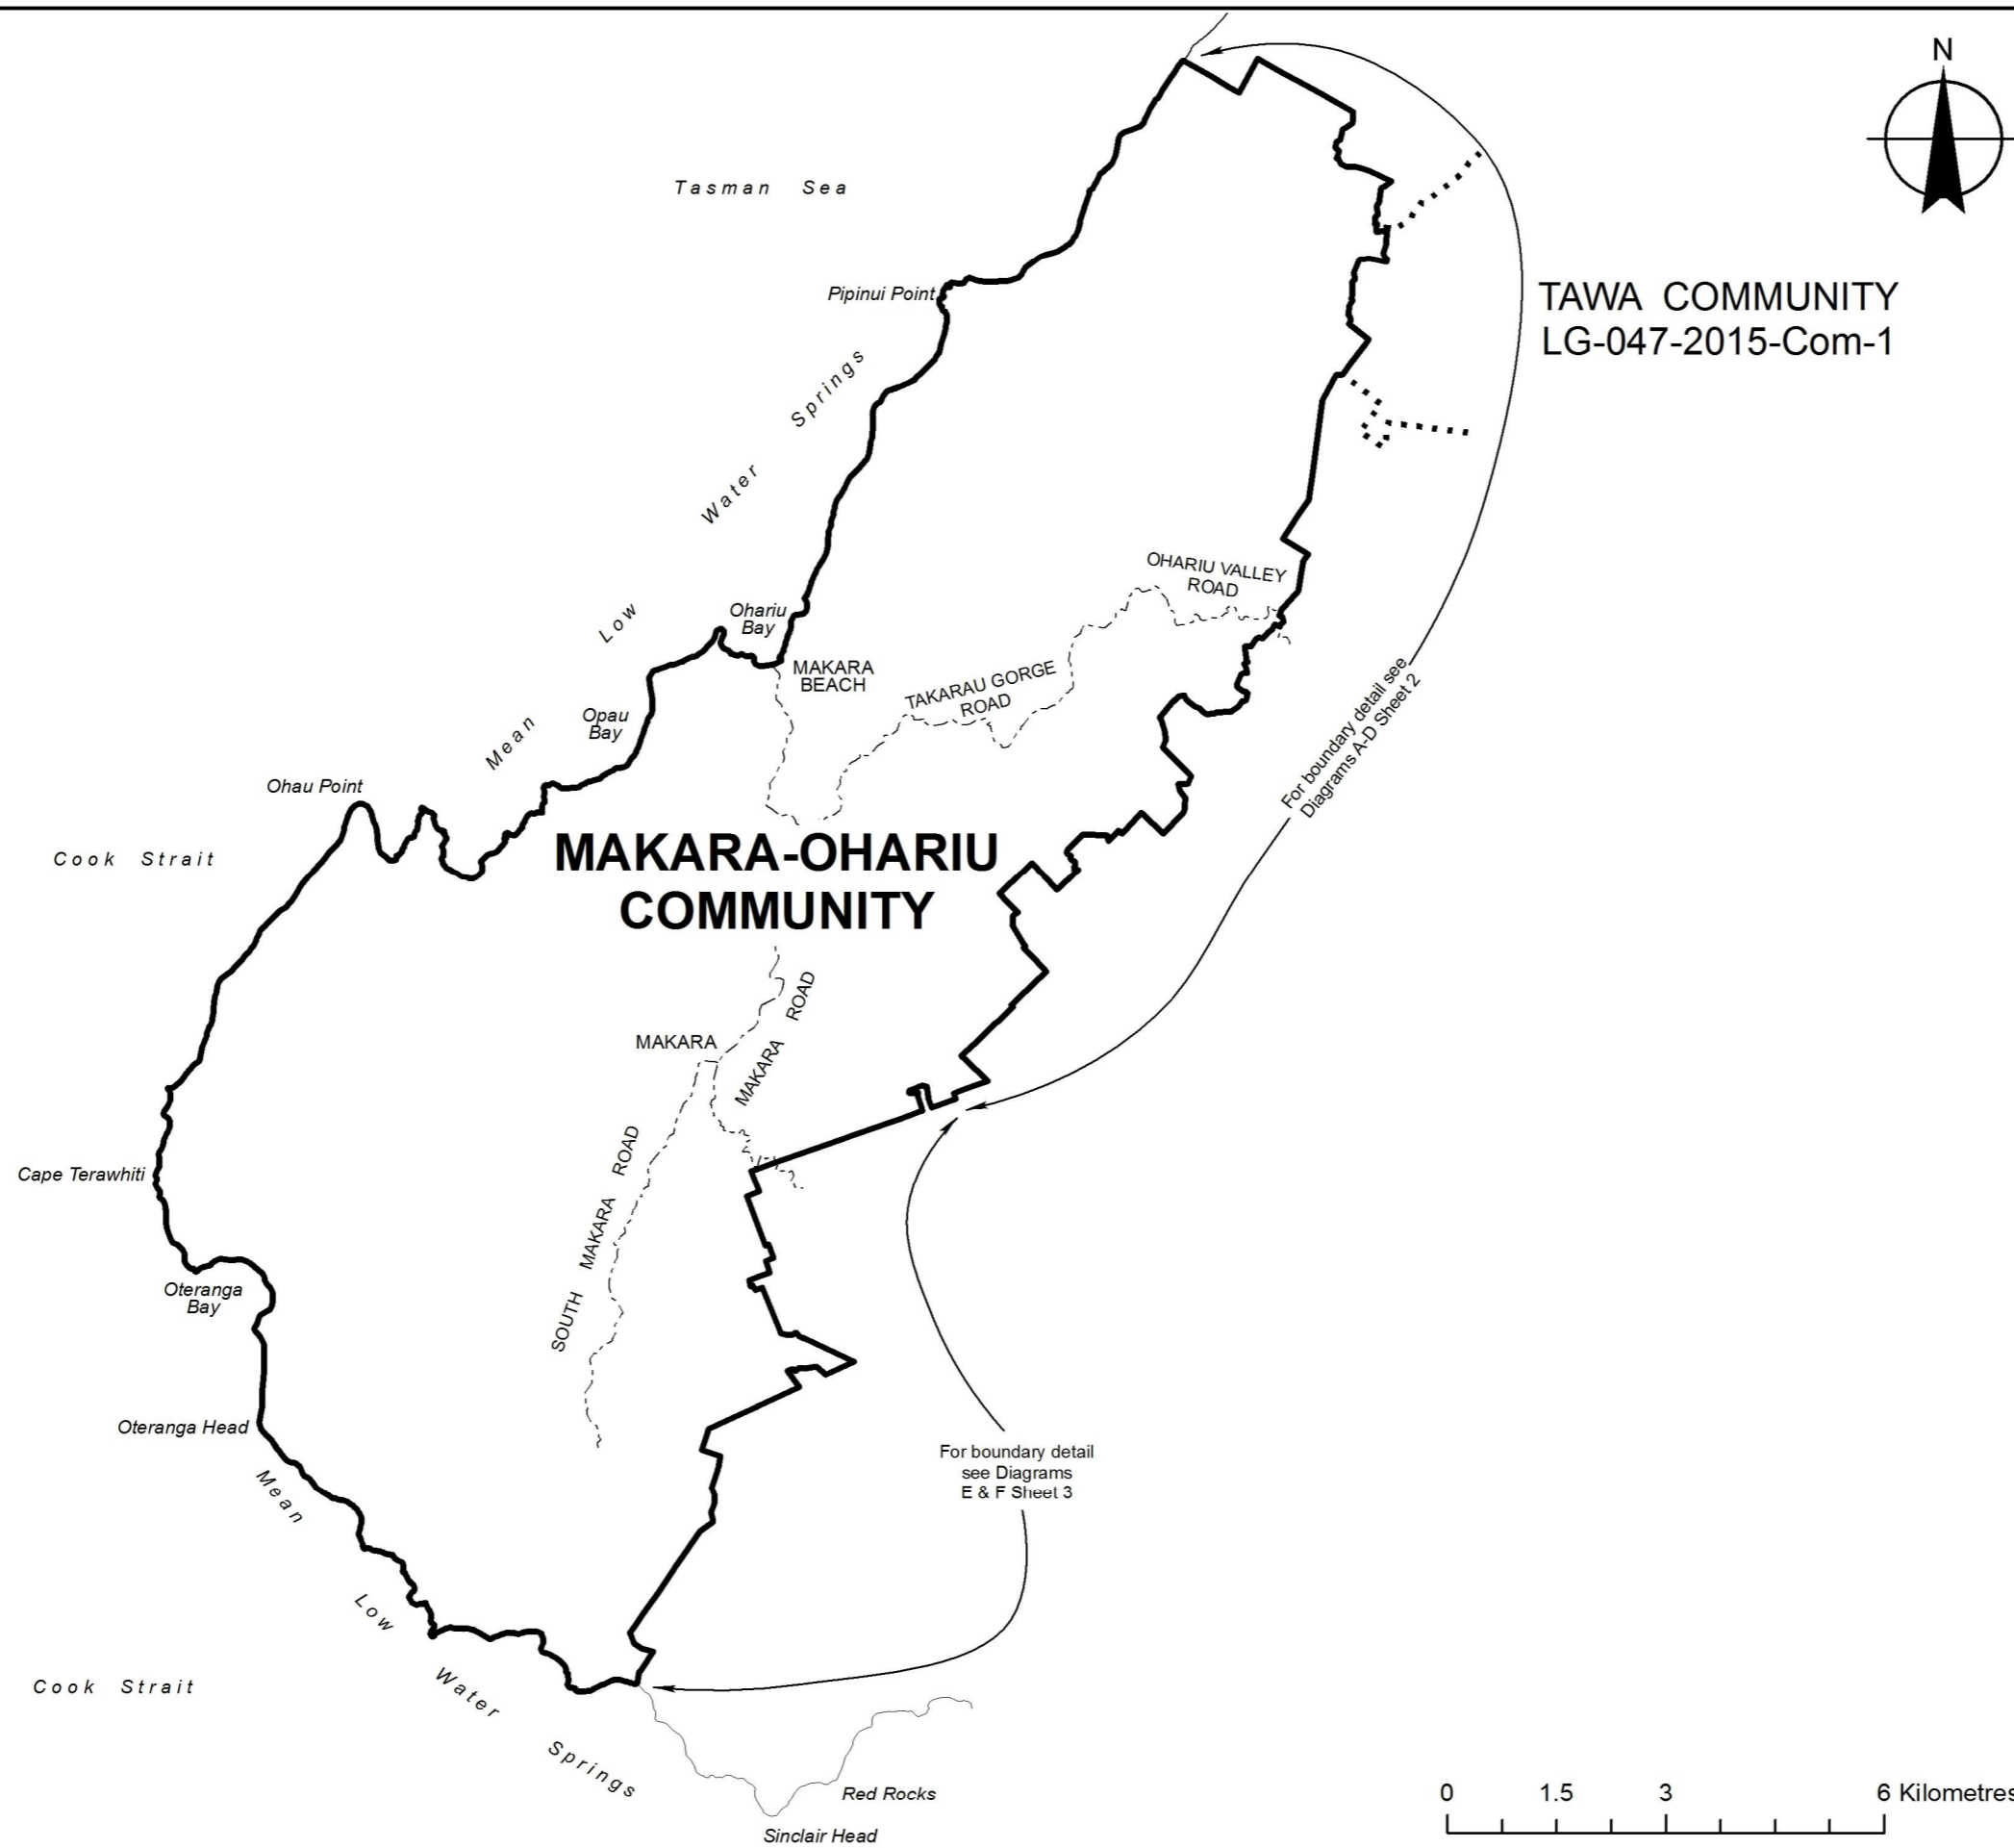 N
Tasman Sea
TAWA COMMUNITY
LG-047-2015-Com-1
Pipinui Point
Mean Low Water Springs
OHARIU VALLEY
ROAD
Ohariu
Bay
MAKARA
BEACH
TAKARAU GORGE
ROAD
Opau
Bay
For boundary detail see
Diagrams A-D Sheet 2
Ohau Point
Cook Strait
MAKARA-OHARIU
COMMUNITY
MAKARA ROAD
MAKARA
Cape Terawhiti
SOUTH MAKARA ROAD
Oteranga
Bay
Oteranga Head
For boundary detail
see Diagrams
E & F Sheet 3
Mean Low Water Springs
Cook Strait
Red Rocks
Sinclair Head
0 1.5 3 6 Kilometres